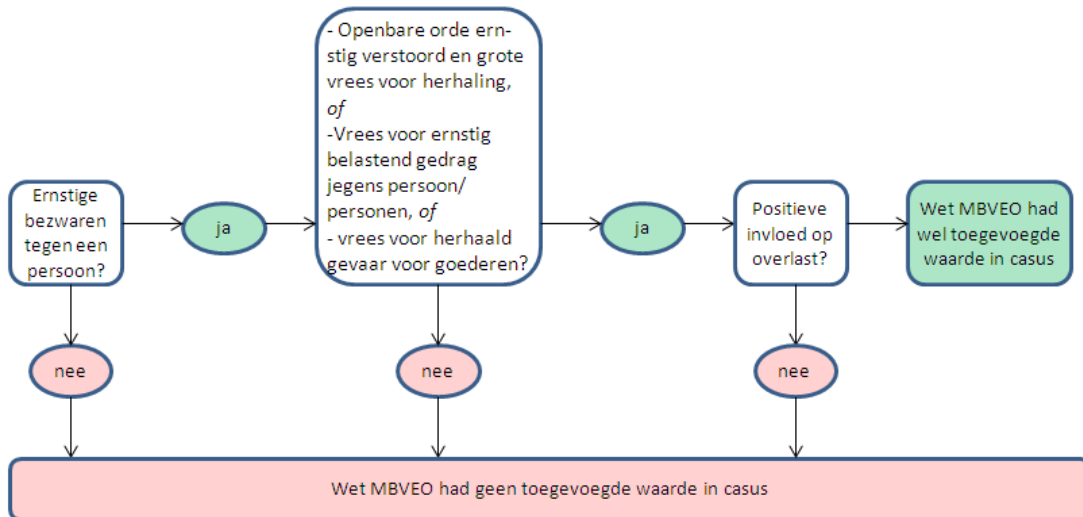 Ernstige
bezwaren
tegen een
persoon?
ja
- Openbare orde ern-
stig verstoord en grote
vrees voor herhaling,
of
-Vrees voor ernstig
belastend gedrag
jegens persoon/
personen, of
- vrees voor herhaald
gevaar voor goederen?
ja
Positieve
invloed op
overlast?
Wet MBVEO had
wel toegevoegde
waarde in casus
nee
nee
nee
Wet MBVEO had geen toegevoegde waarde in casus